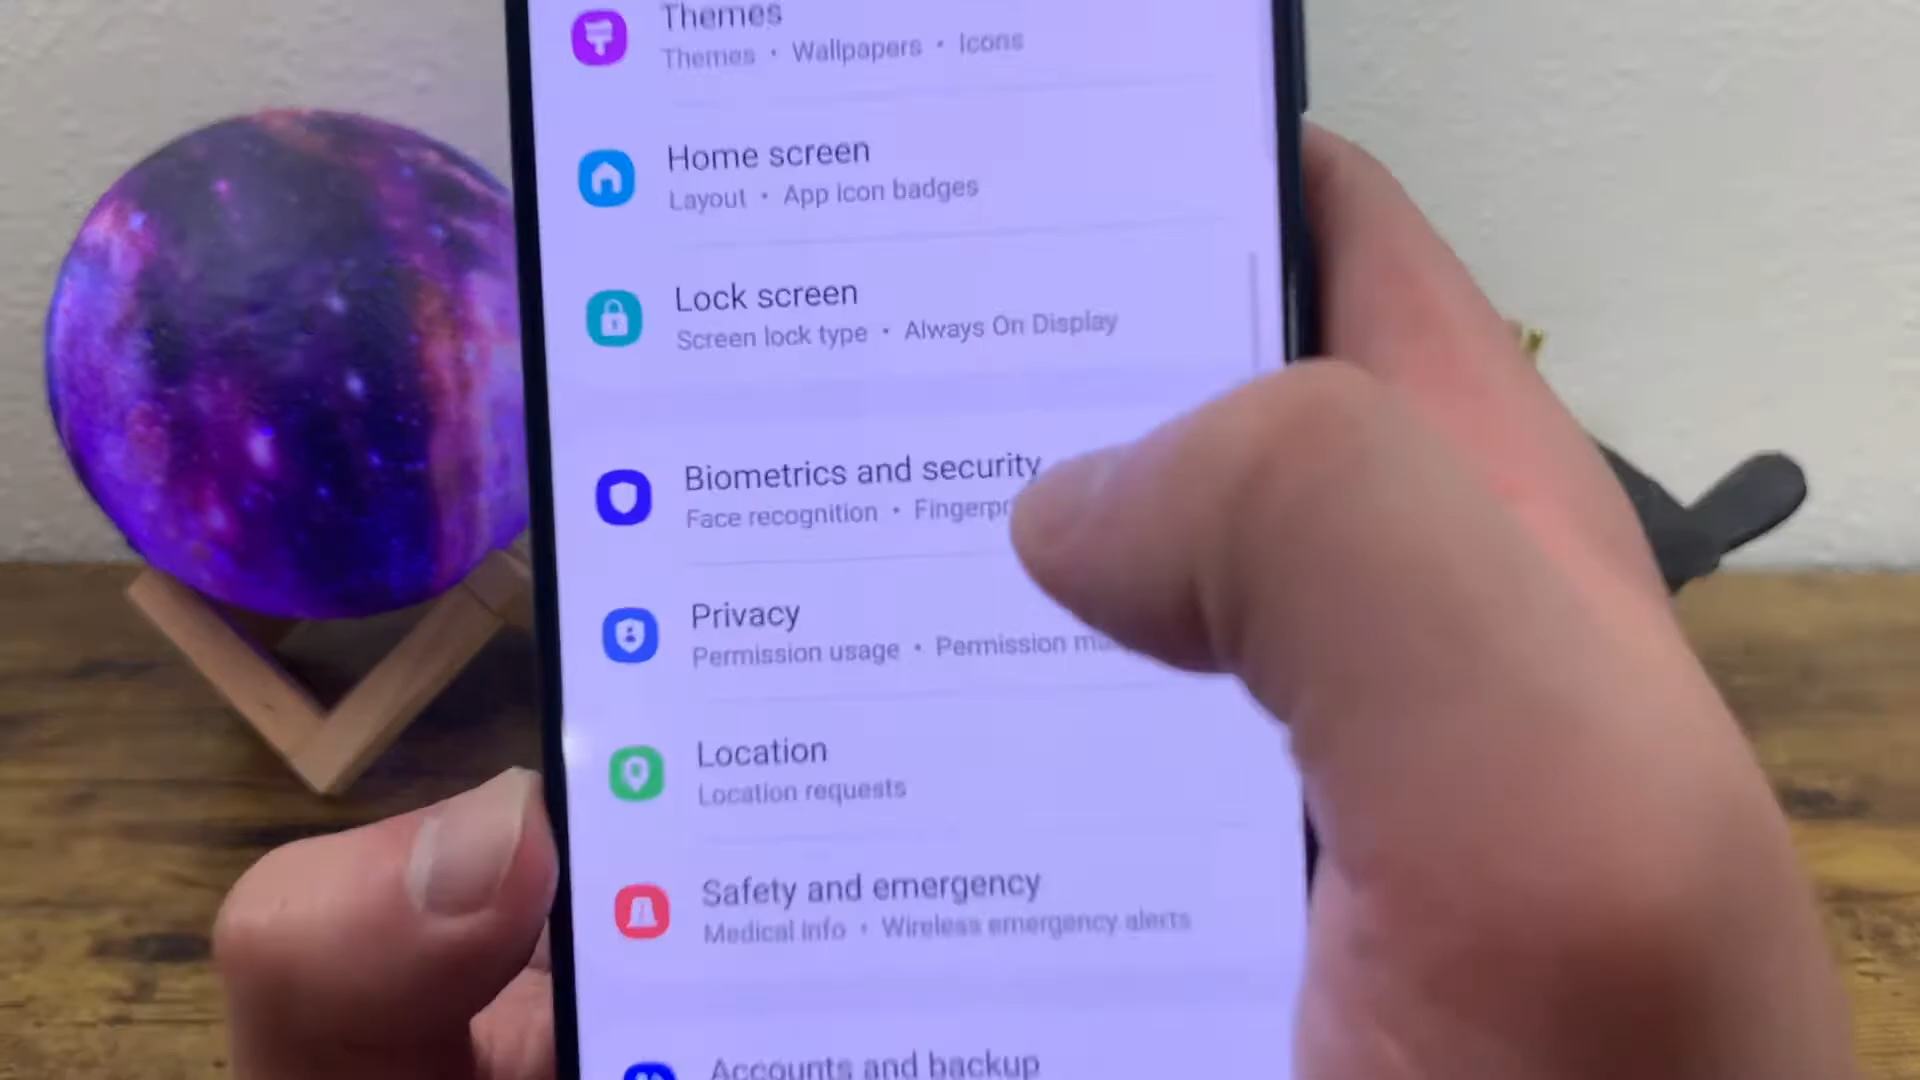 Themes
Themes • Wallpapers • Icons
Home screen
Layout • App icon badges
Lock screen
Screen lock type • Always On Display
Biometrics and security
Face recognition • Fingerpr
Privacy
Permission usage • Permission m
Location
Location requests
Safety and emergency
Medical info • Wireless emergency alerts
Accounts and backup